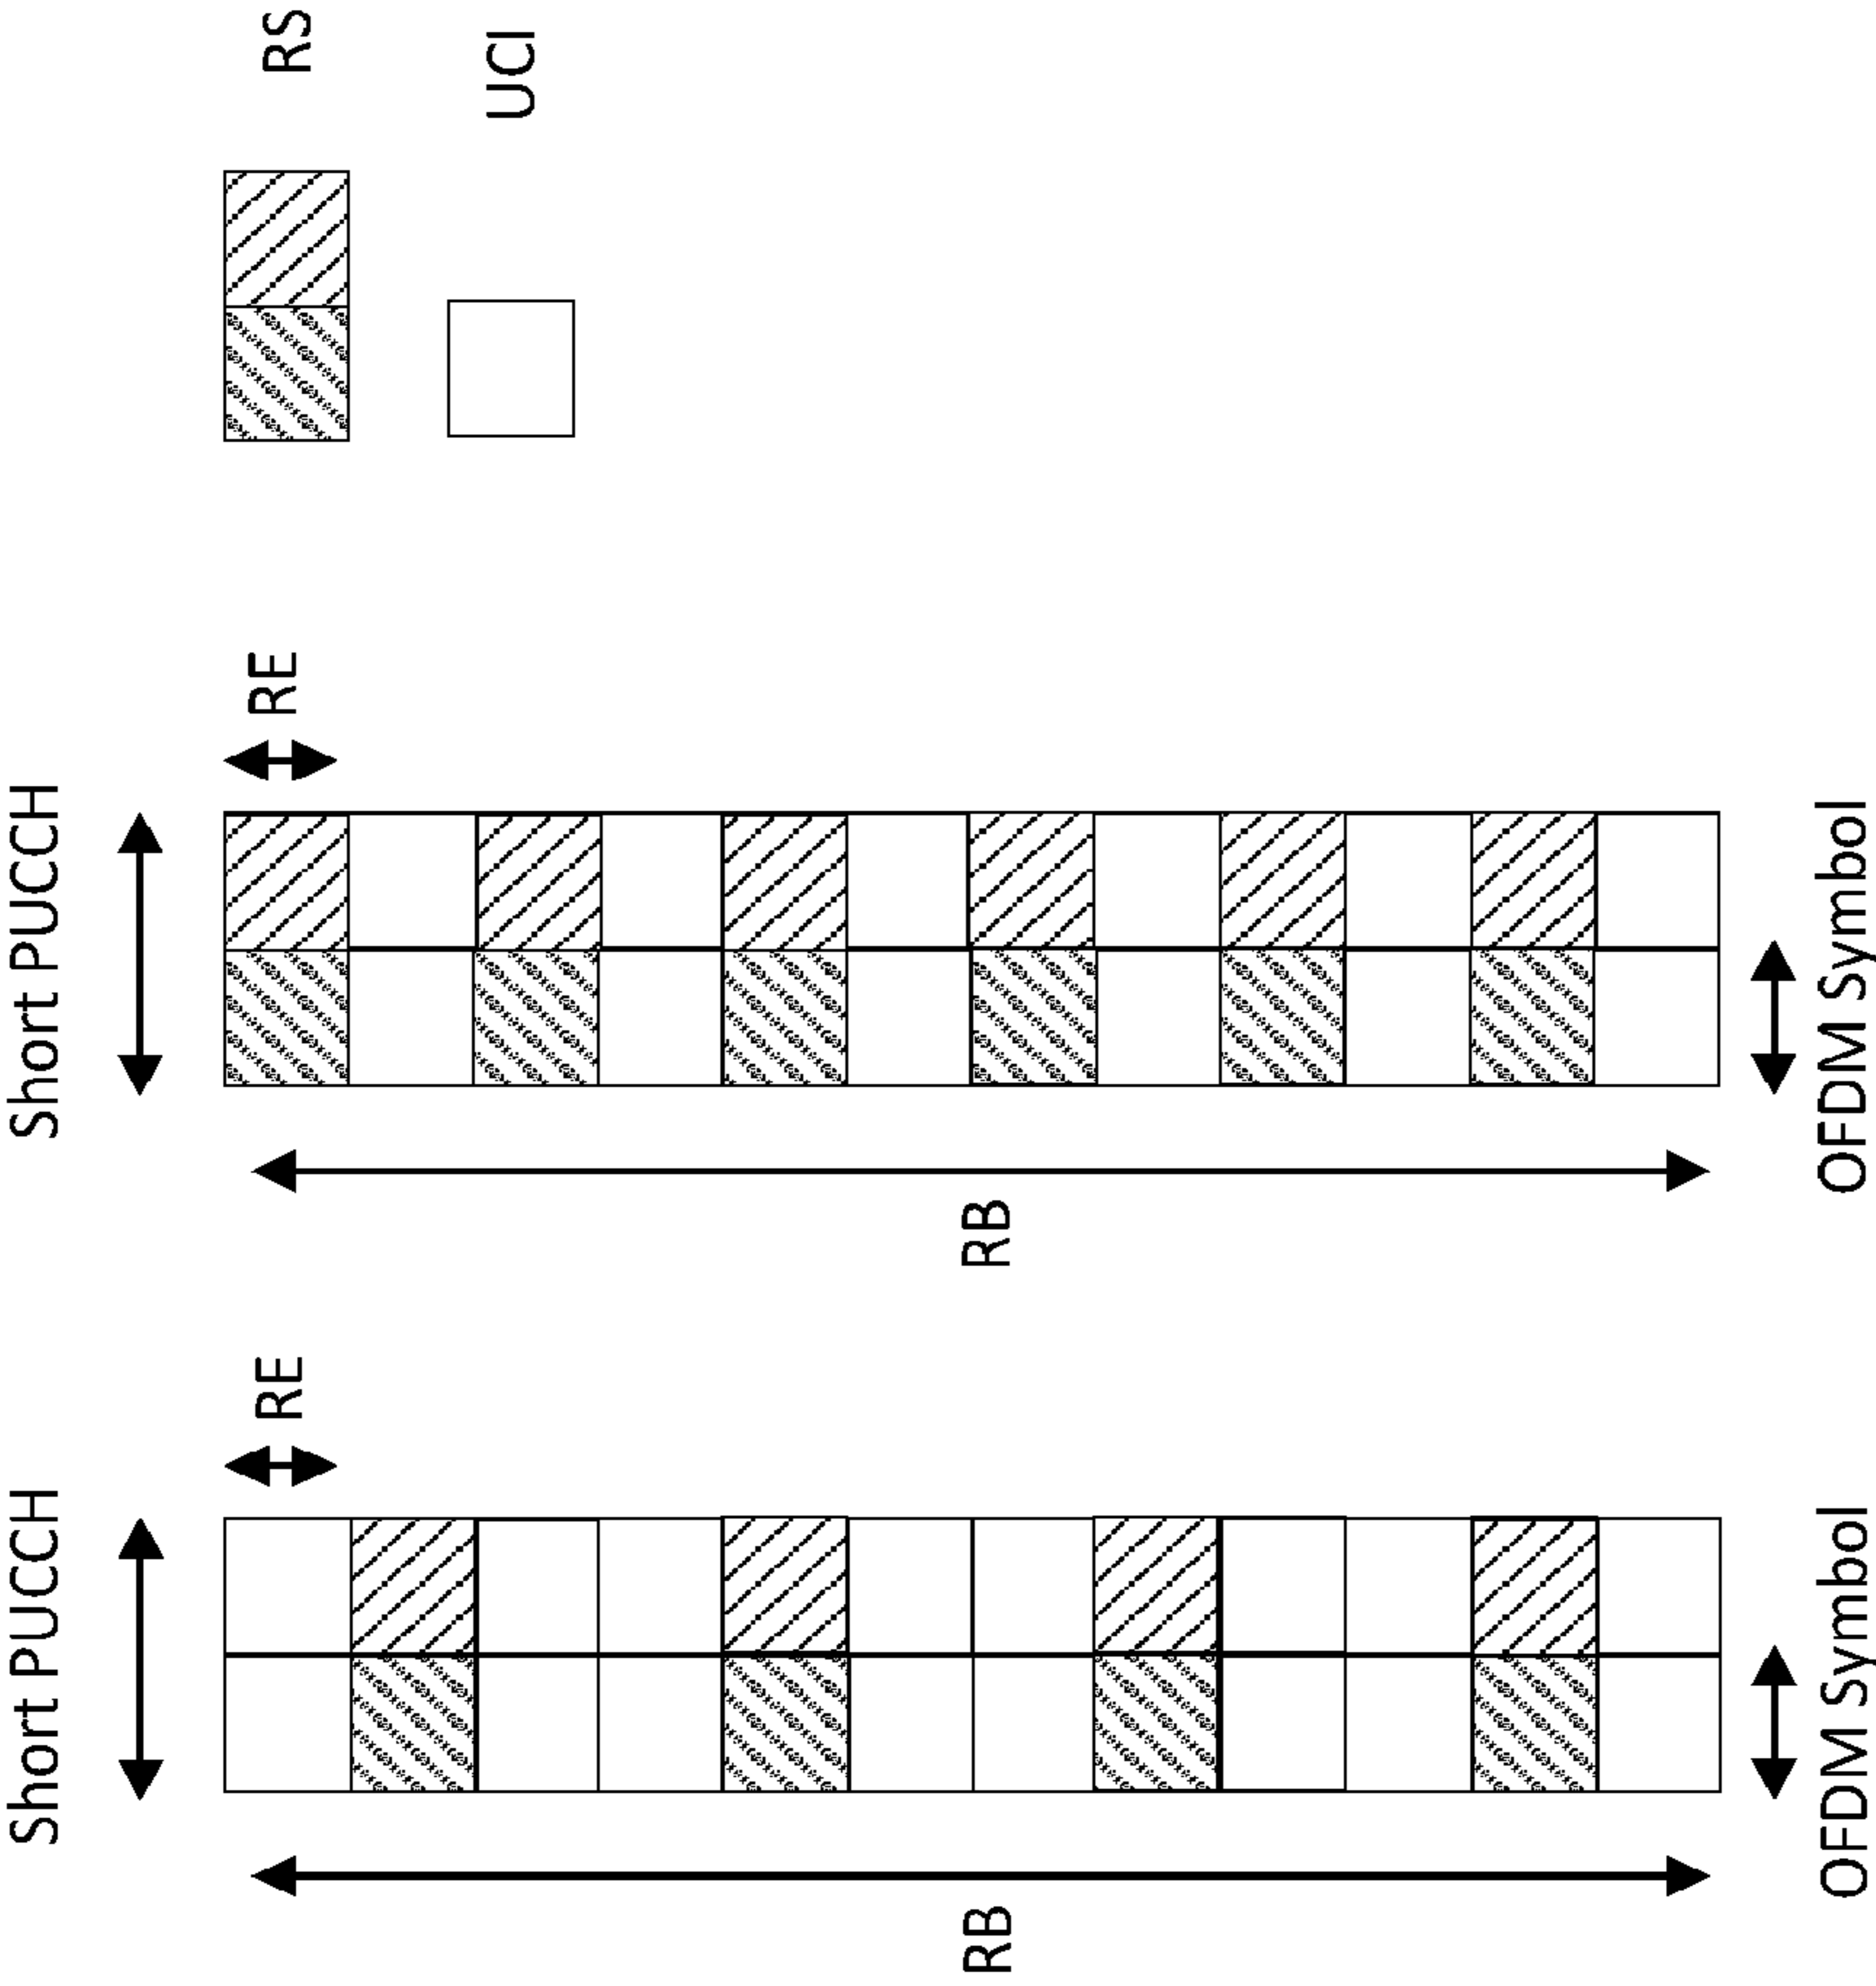 Short PUCCH
RE
RB
OFDM Symbol
Short PUCCH
RE
RB
OFDM Symbol
RS
UCI